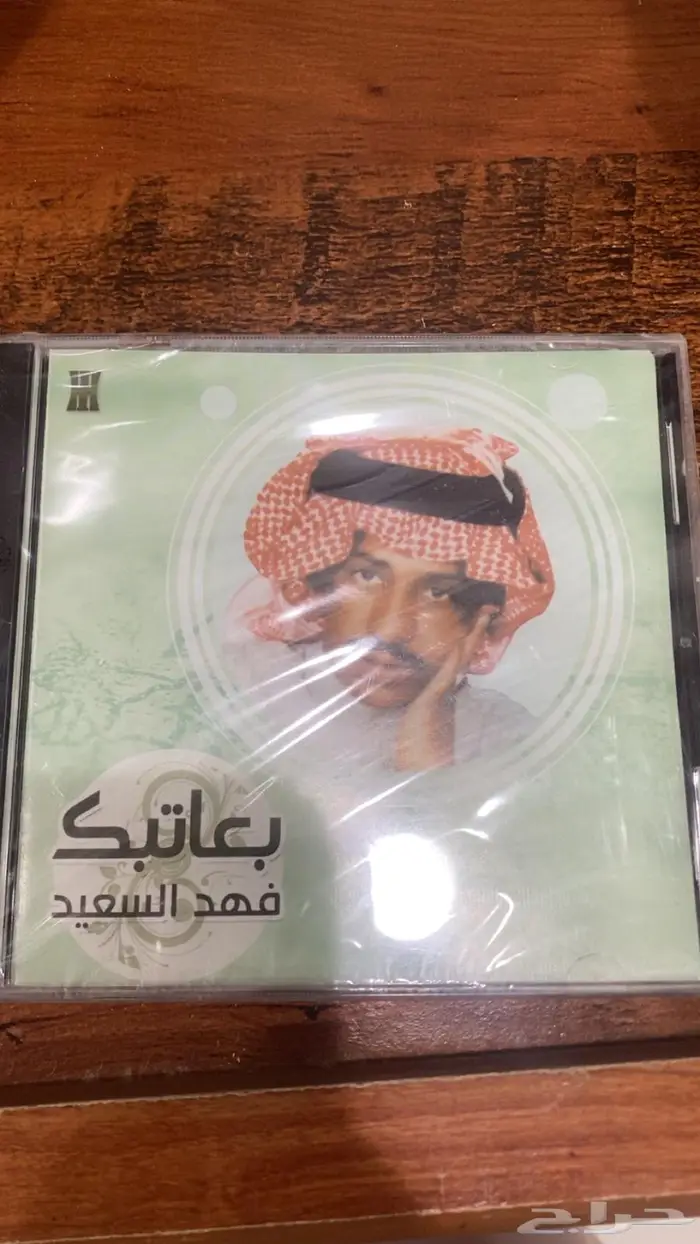 بعاتبك
فهد السعيد
حراج